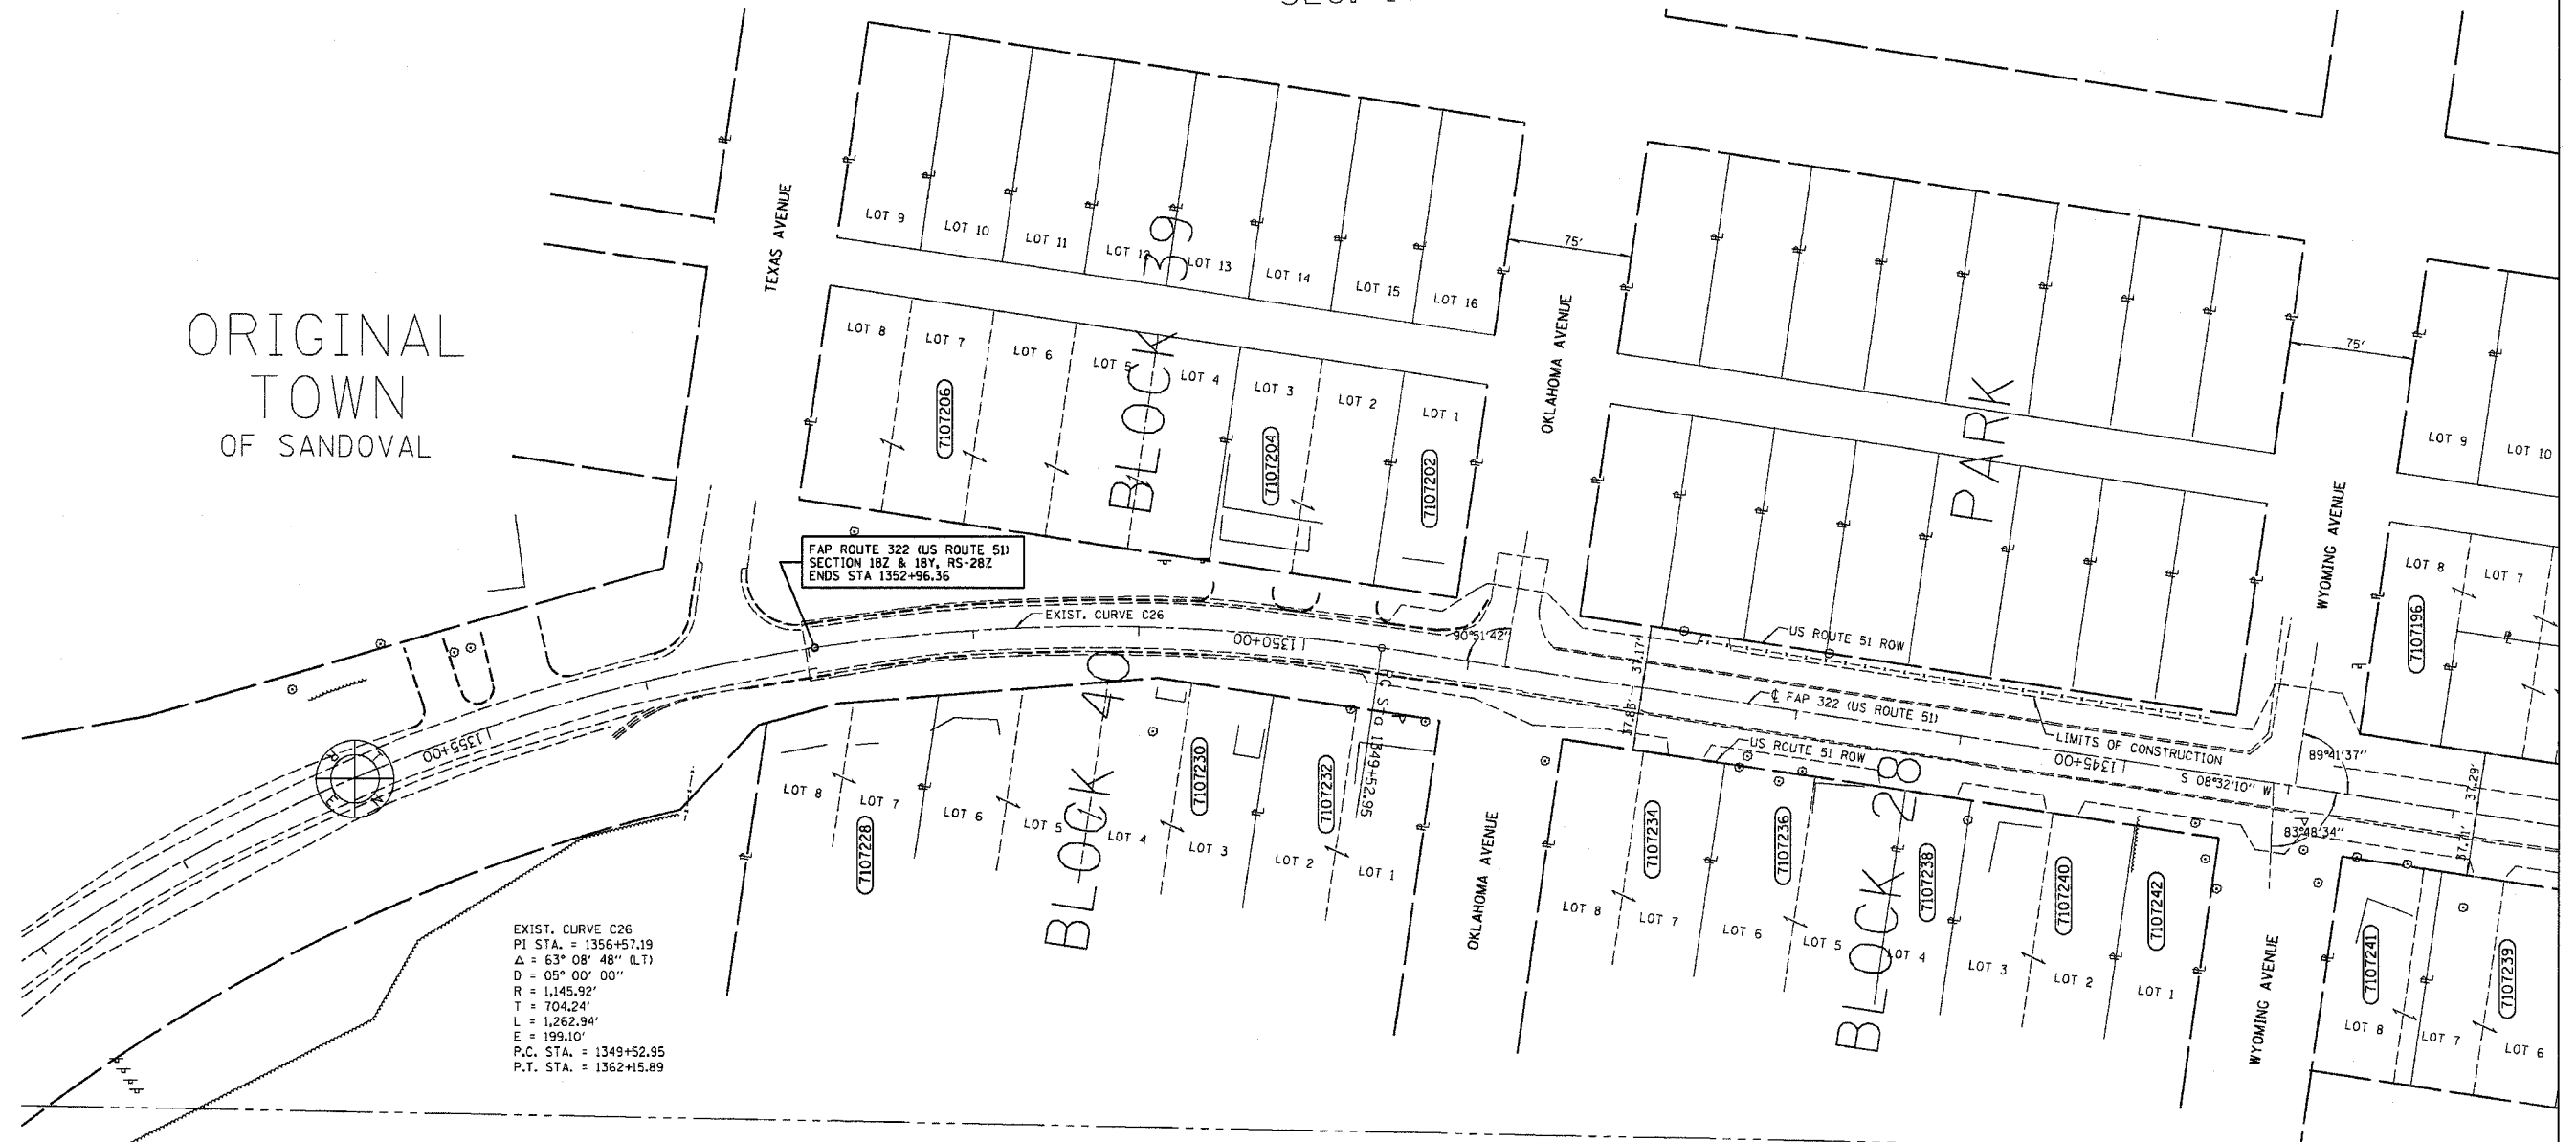 ORIGINAL
TOWN
OF SANDOVAL
TEXAS AVENUE
LOT 9
LOT 10
LOT 11
LOT 12
LOT 13
LOT 14
LOT 15
LOT 16
BLOCK 39
LOT 8
LOT 7
LOT 6
LOT 5
LOT 4
LOT 3
LOT 2
LOT 1
7107206
7107204
7107202
75'
OKLAHOMA AVENUE
PARK
75'
WYOMING AVENUE
LOT 9
LOT 10
LOT 8
LOT 7
7107196
FAP ROUTE 322 (US ROUTE 51)
SECTION 18Z & 18Y, RS-28Z
ENDS STA 1352+96.36
EXIST. CURVE C26
1350+00
90°51'42"
37.17'
37.83'
US ROUTE 51 ROW
℄ FAP 322 (US ROUTE 51)
US ROUTE 51 ROW
LIMITS OF CONSTRUCTION
1345+00
S 08°32'10" W
89°41'37"
83°48'34"
37.29'
37.71'
1355+00
PC Sta 1349+52.95
BLOCK 40
LOT 8
LOT 7
LOT 6
LOT 5
LOT 4
LOT 3
LOT 2
LOT 1
7107228
7107230
7107232
OKLAHOMA AVENUE
BLOCK 28
LOT 8
LOT 7
LOT 6
LOT 5
LOT 4
LOT 3
LOT 2
LOT 1
7107234
7107236
7107238
7107240
7107242
WYOMING AVENUE
7107241
7107239
LOT 8
LOT 7
LOT 6
EXIST. CURVE C26
PI STA. = 1356+57.19
Δ = 63° 08' 48" (LT)
D = 05° 00' 00"
R = 1,145.92'
T = 704.24'
L = 1,262.94'
E = 199.10'
P.C. STA. = 1349+52.95
P.T. STA. = 1362+15.89